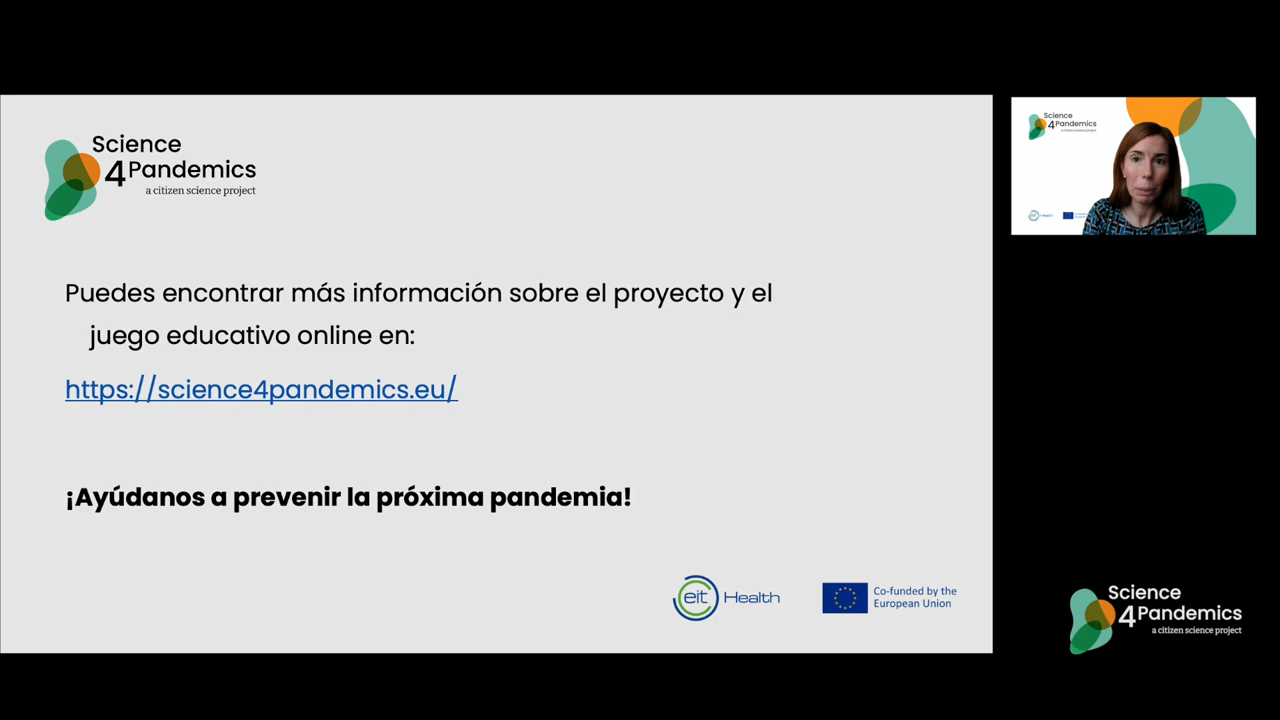 Science
4Pandemics
a citizen science project
Puedes encontrar más información sobre el proyecto y el
juego educativo online en:
https://science4pandemics.eu/
¡Ayúdanos a prevenir la próxima pandemia!
eit Health
Co-funded by the
European Union
Science
4Pandemics
a citizen science project
Science
4Pandemics
a citizen science project